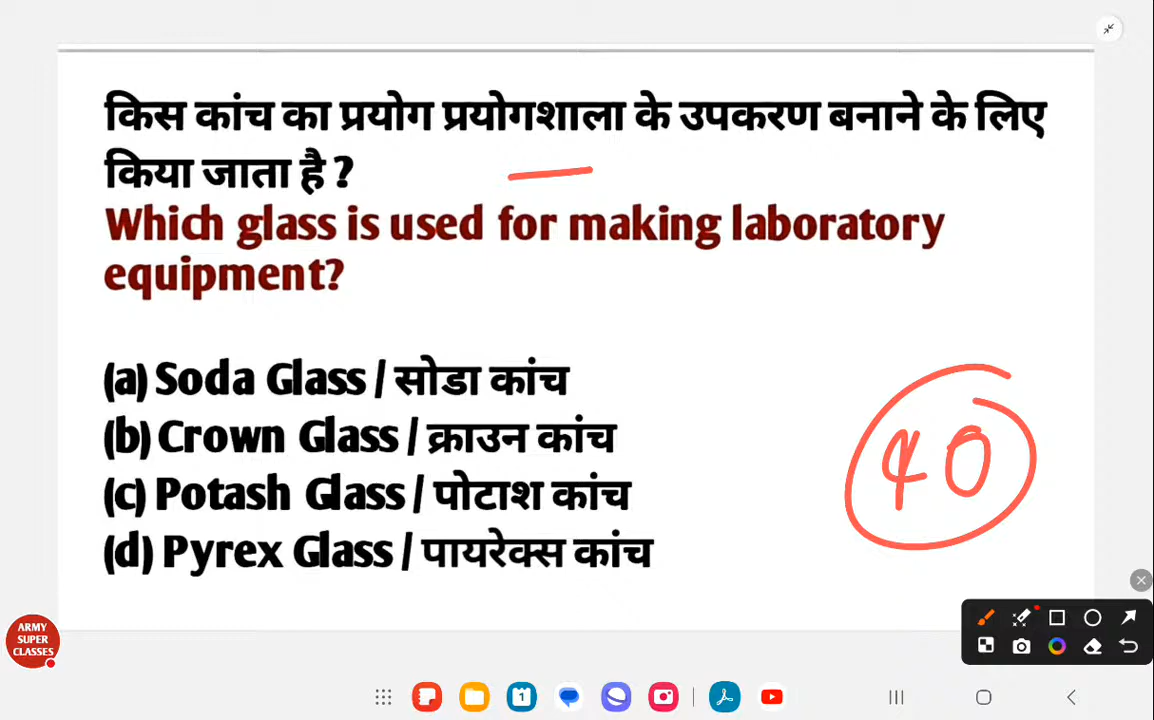 किस कांच का प्रयोग प्रयोगशाला के उपकरण बनाने के लिए
किया जाता है ?
Which glass is used for making laboratory
equipment?
(a) Soda Glass / सोडा कांच
(b) Crown Glass / क्राउन कांच
(c) Potash Glass / पोटाश कांच
(d) Pyrex Glass / पायरेक्स कांच
40
ARMY
SUPER
CLASSES
1